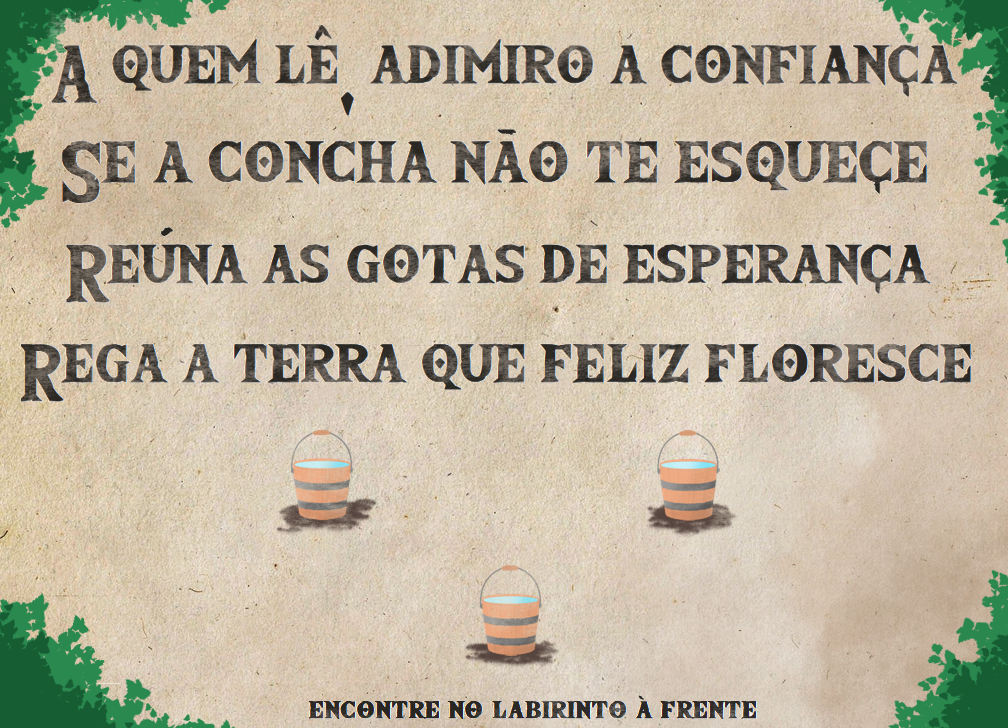 A QUEM LÊ, ADIMIRO A CONFIANÇA
SE A CONCHA NÃO TE ESQUEÇE
REÚNA AS GOTAS DE ESPERANÇA
REGA A TERRA QUE FELIZ FLORESCE
ENCONTRE NO LABIRINTO À FRENTE